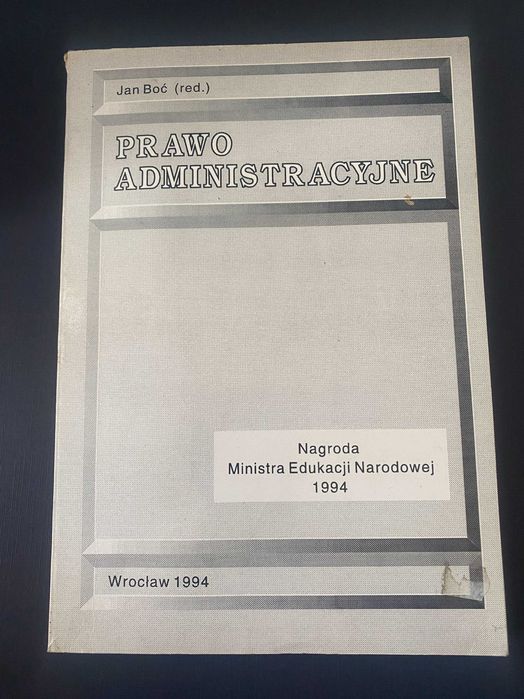 Jan Boć (red.)
PRAWO
ADMINISTRACYJNE
Nagroda
Ministra Edukacji Narodowej
1994
Wrocław 1994